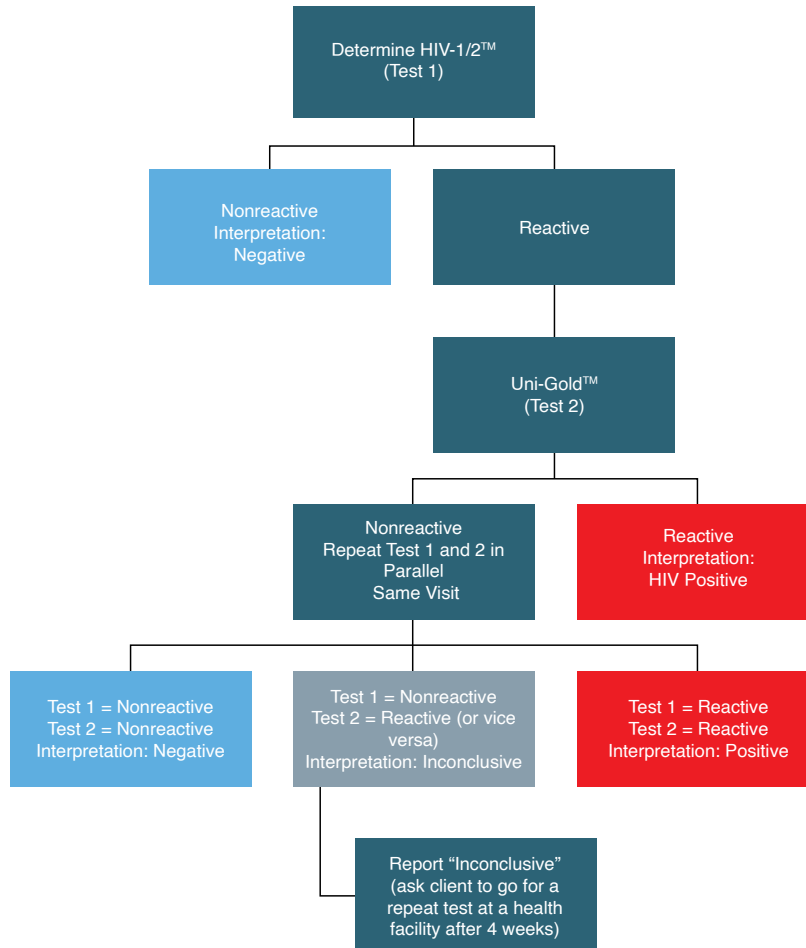 Determine HIV-1/2™
(Test 1)
Nonreactive
Interpretation:
Negative
Reactive
Uni-Gold™
(Test 2)
Nonreactive
Repeat Test 1 and 2 in
Parallel
Same Visit
Reactive
Interpretation:
HIV Positive
Test 1 = Nonreactive
Test 2 = Nonreactive
Interpretation: Negative
Test 1 = Nonreactive
Test 2 = Reactive (or vice
versa)
Interpretation: Inconclusive
Test 1 = Reactive
Test 2 = Reactive
Interpretation: Positive
Report “Inconclusive”
(ask client to go for a
repeat test at a health
facility after 4 weeks)